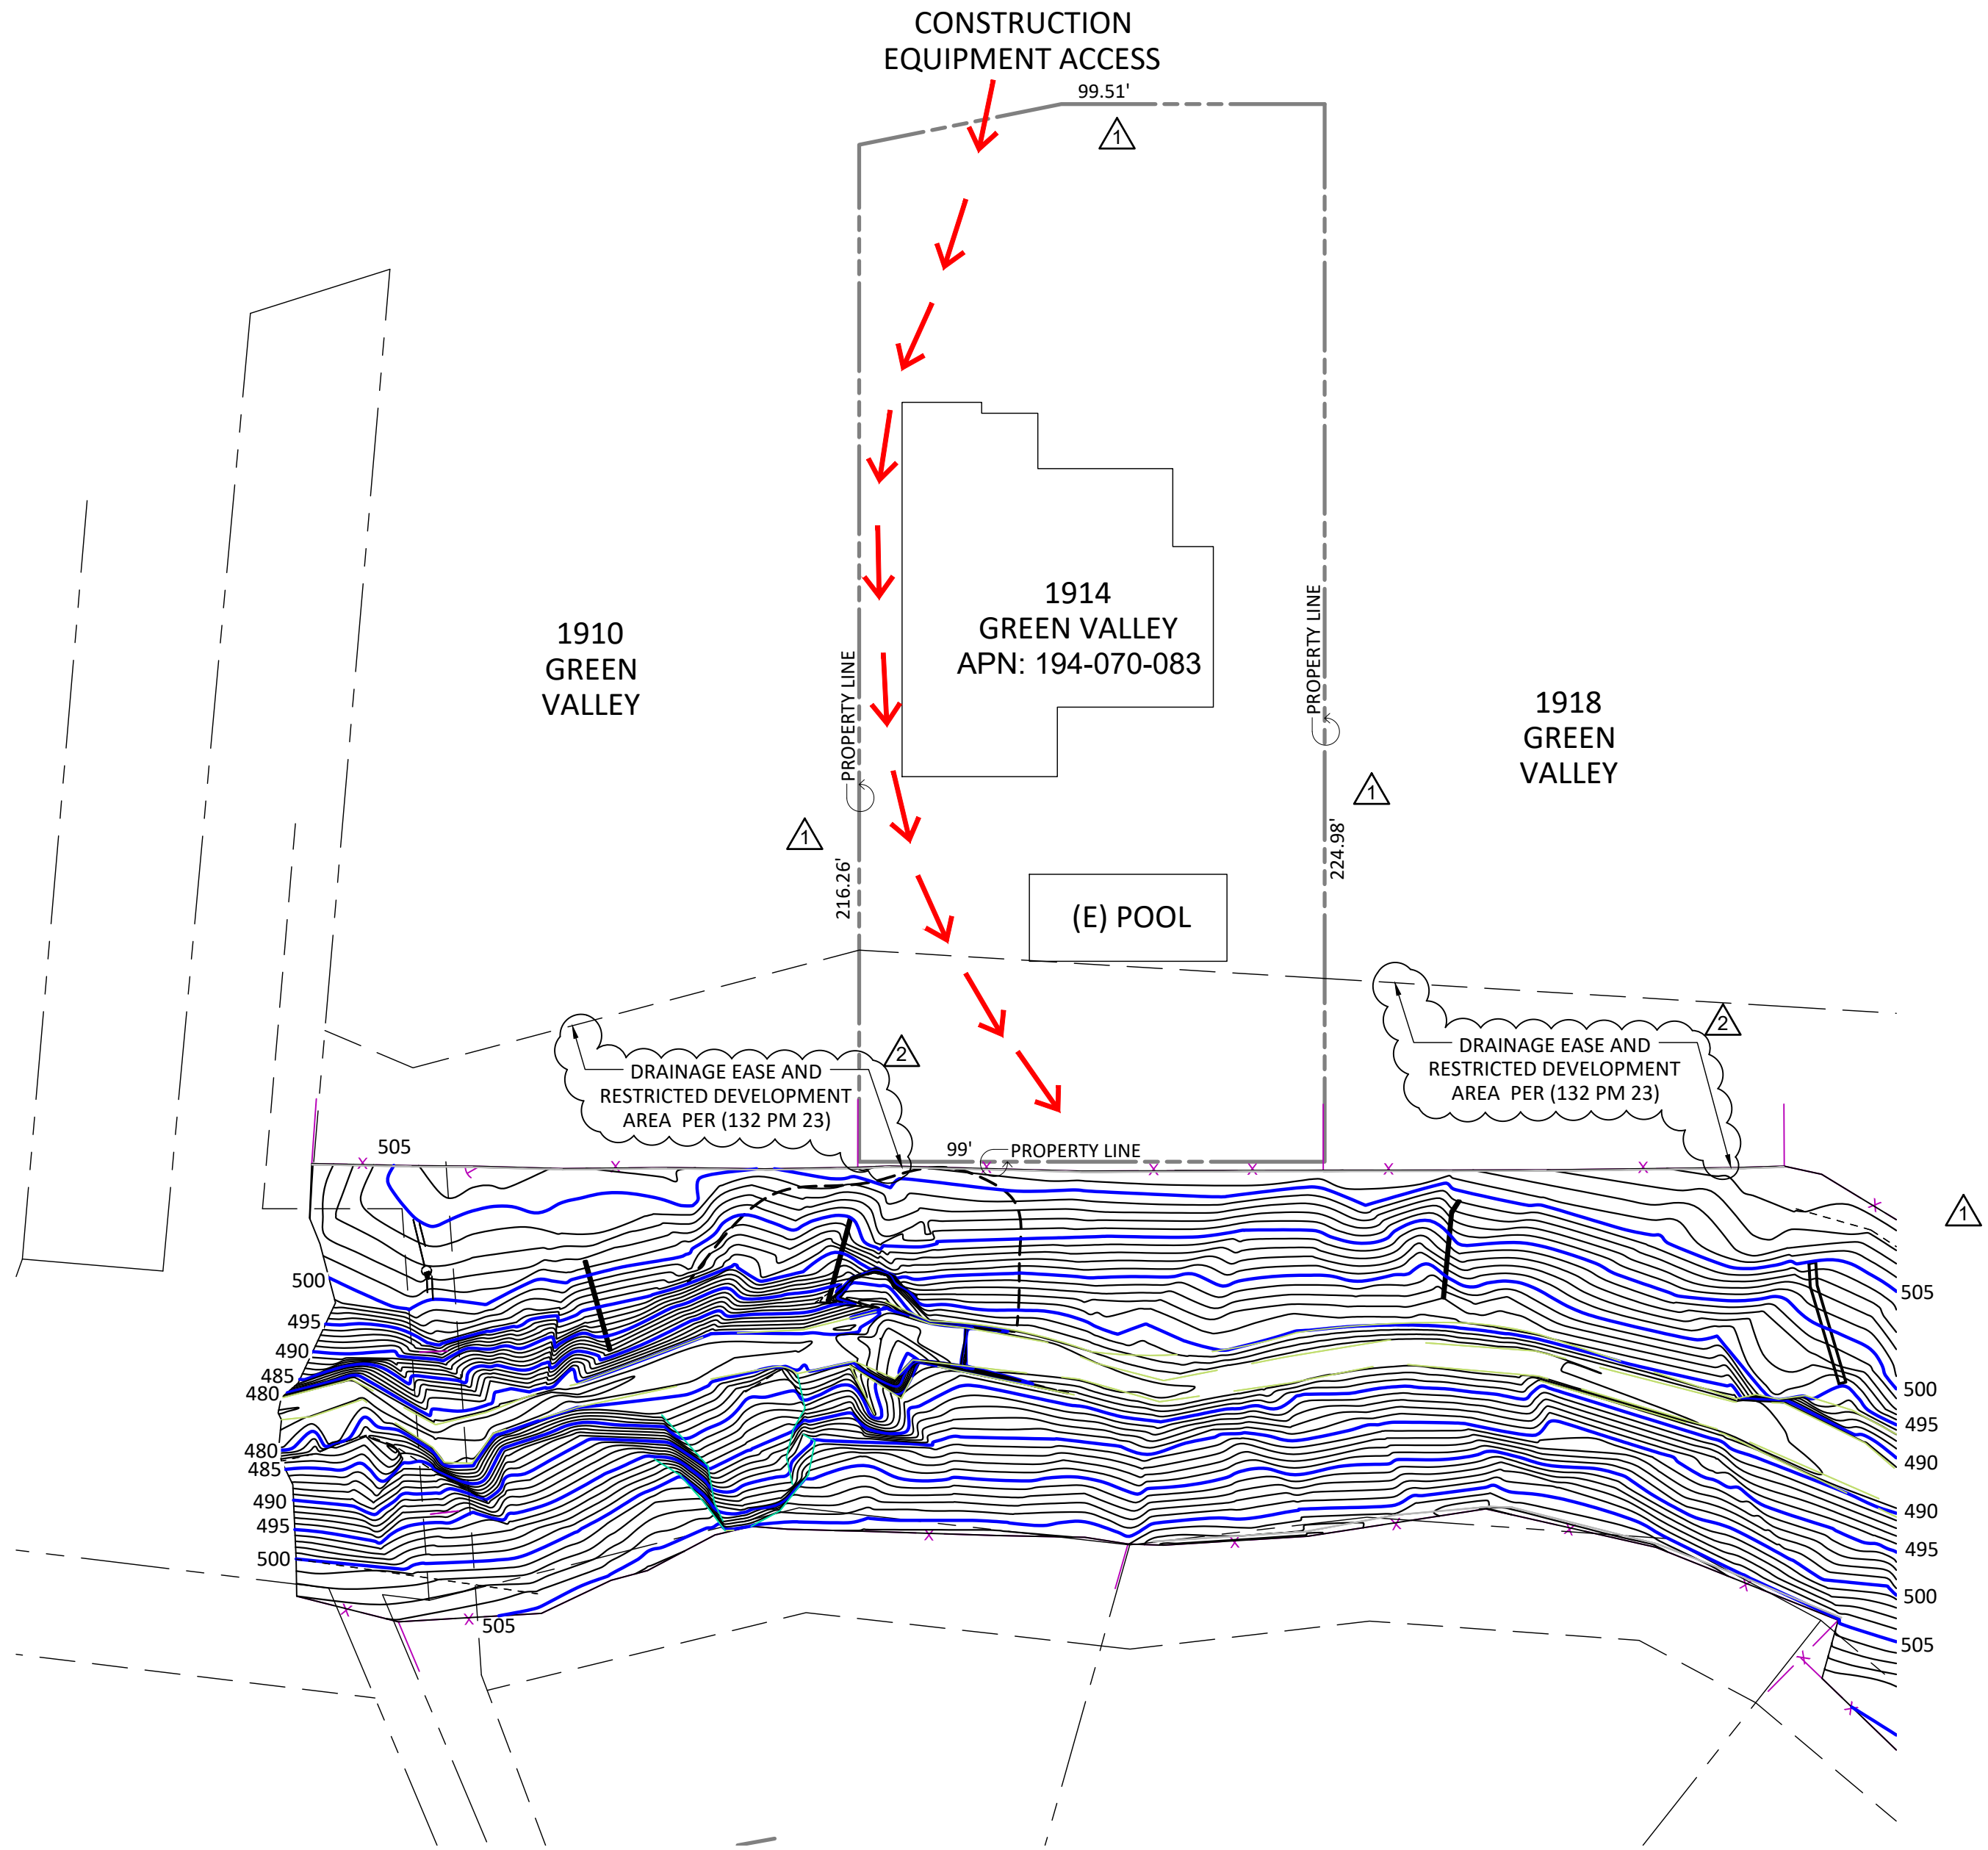 CONSTRUCTION
EQUIPMENT ACCESS
99.51'
1
1910
GREEN
VALLEY
1914
GREEN VALLEY
APN: 194-070-083
1918
GREEN
VALLEY
PROPERTY LINE
PROPERTY LINE
1
1
216.26'
224.98'
(E) POOL
2
DRAINAGE EASE AND
RESTRICTED DEVELOPMENT
AREA PER (132 PM 23)
2
DRAINAGE EASE AND
RESTRICTED DEVELOPMENT
AREA PER (132 PM 23)
99'
PROPERTY LINE
1
505
500
495
490
485
480
480
485
490
495
500
505
505
500
495
490
490
495
500
505